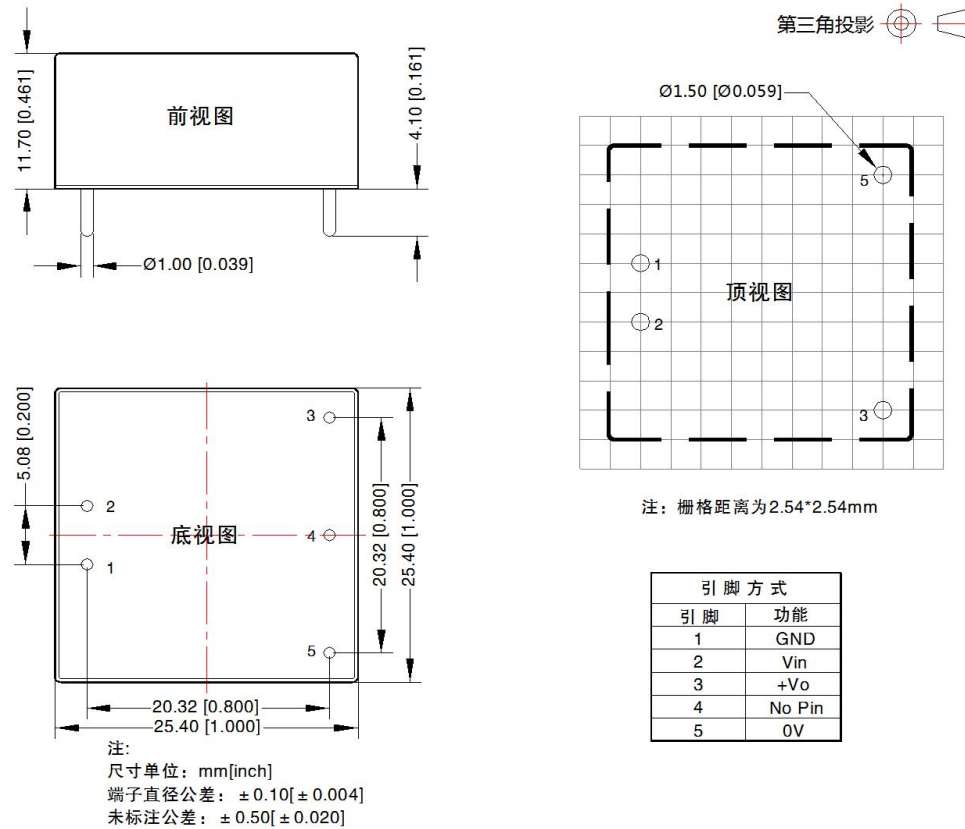 第三角投影
11.70 [0.461]
前视图
4.10 [0.161]
Ø1.00 [0.039]
Ø1.50 [Ø0.059]
5
1
顶视图
2
3
注：栅格距离为2.54*2.54mm
5.08 [0.200]
3
2
底视图
4
1
5
20.32 [0.800]
25.40 [1.000]
20.32 [0.800]
25.40 [1.000]
注:
尺寸单位：mm[inch]
端子直径公差：±0.10[±0.004]
未标注公差：±0.50[±0.020]
引脚方式
引脚 功能
1 GND
2 Vin
3 +Vo
4 No Pin
5 0V